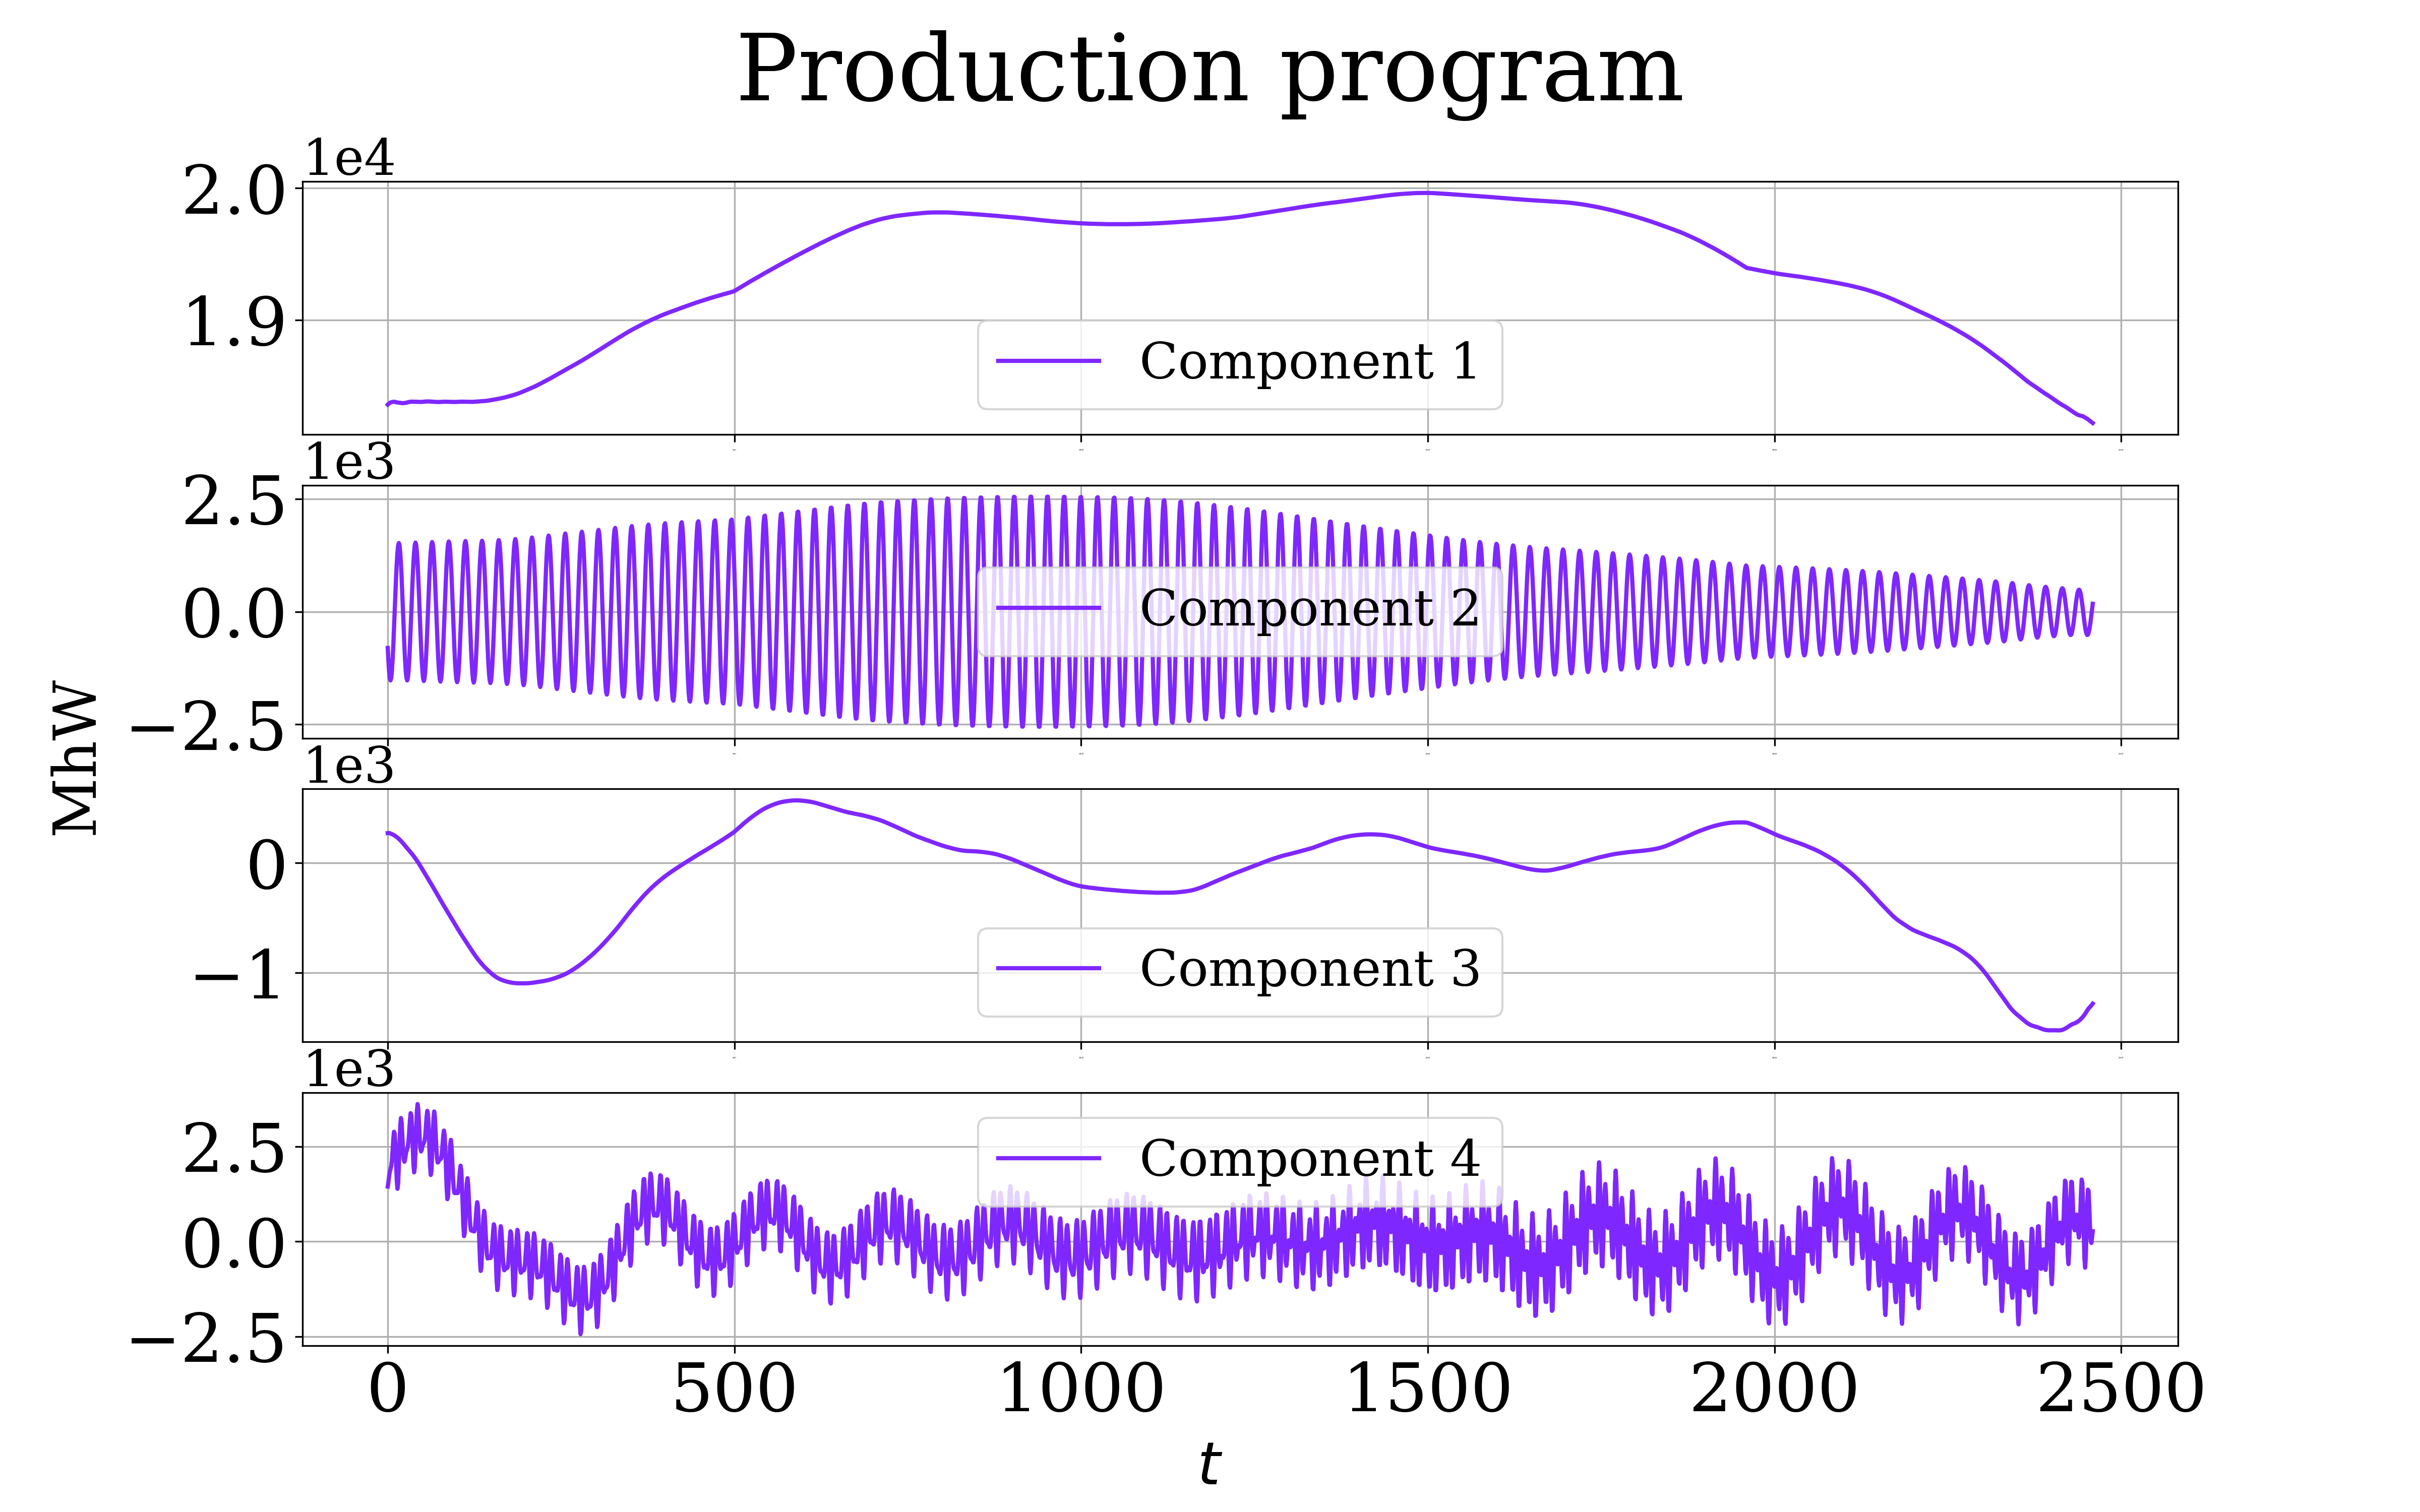 Production program
1e4
2.0
1.9
Component 1
1e3
2.5
0.0
−2.5
Component 2
MhW
1e3
0
−1
Component 3
1e3
2.5
0.0
−2.5
Component 4
0 500 1000 1500 2000 2500
t